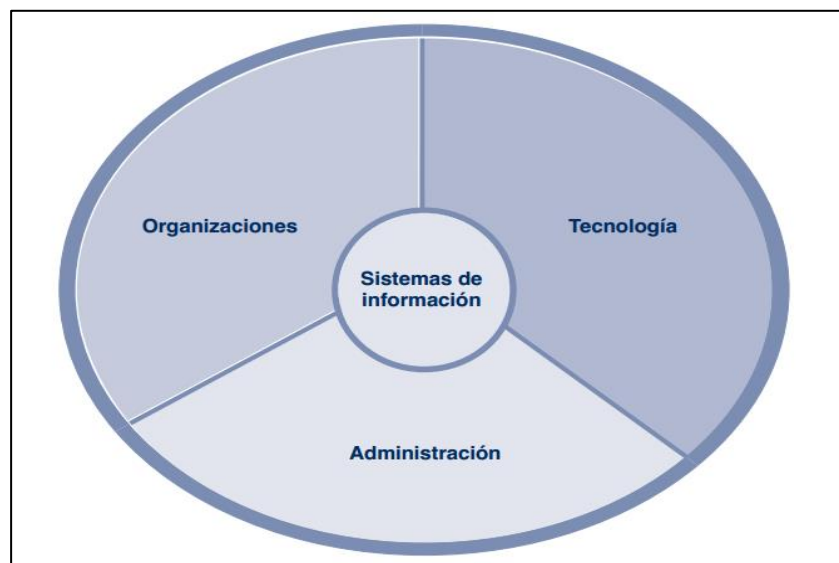 Organizaciones
Tecnología
Sistemas de
información
Administración